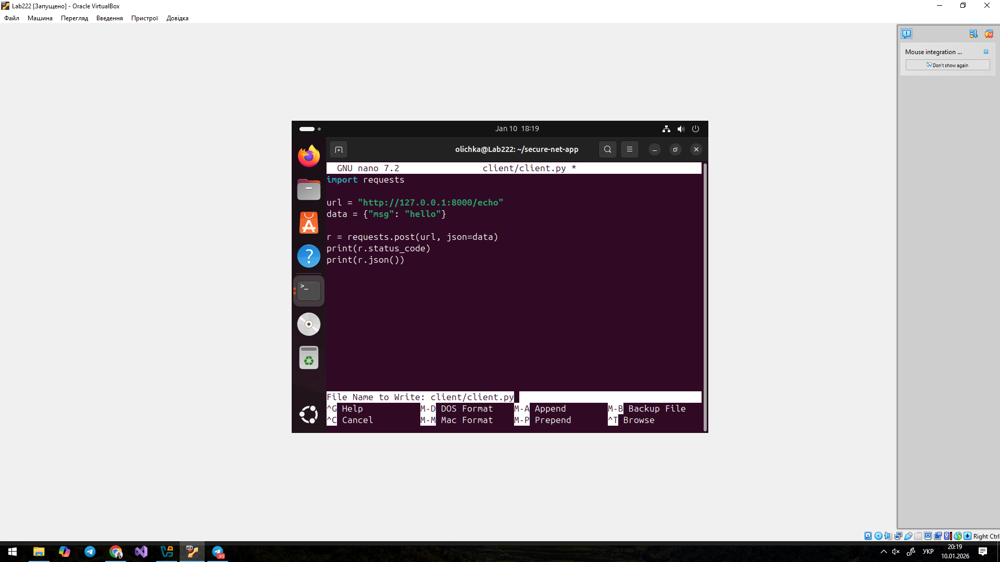 Lab222 [Запущено] - Oracle VirtualBox
Файл Машина Перегляд Введення Пристрої Довідка
Mouse integration ...
Don't show again
Jan 10 18:19
olichka@Lab222: ~/secure-net-app
GNU nano 7.2 client/client.py *
import requests
url = "http://127.0.0.1:8000/echo"
data = {"msg": "hello"}
r = requests.post(url, json=data)
print(r.status_code)
print(r.json())
File Name to Write: client/client.py
^G Help M-D DOS Format M-A Append M-B Backup File
^C Cancel M-M Mac Format M-P Prepend ^T Browse
Right Ctrl
95
УКР
20:19
10.01.2026